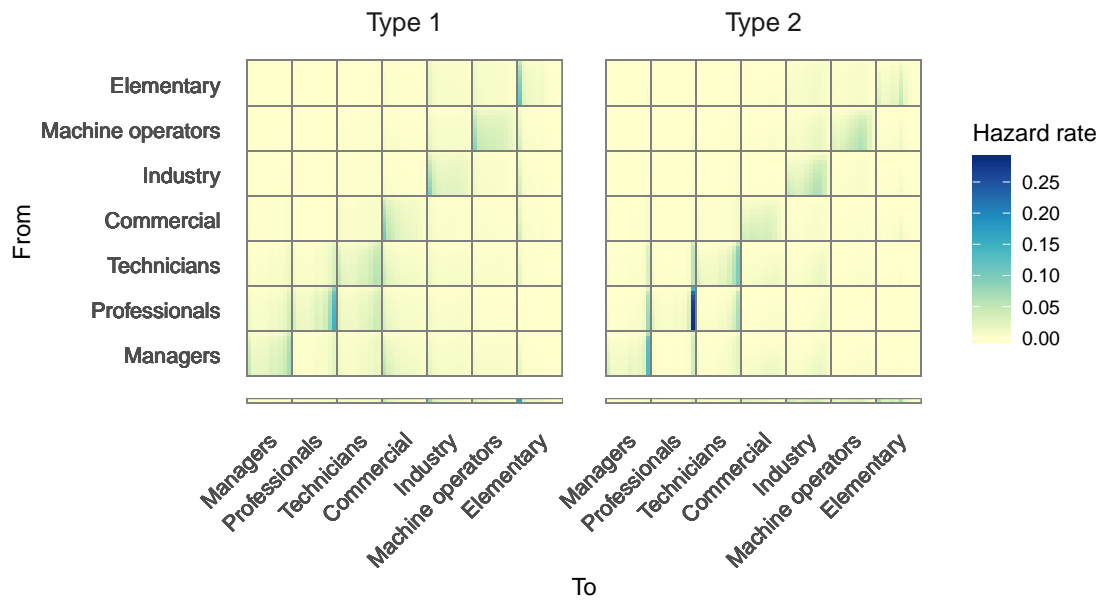 Type 1
Type 2
From
Elementary
Machine operators
Industry
Commercial
Technicians
Professionals
Managers
Hazard rate
0.25
0.20
0.15
0.10
0.05
0.00
Managers
Professionals
Technicians
Commercial
Industry
Machine operators
Elementary
Managers
Professionals
Technicians
Commercial
Industry
Machine operators
Elementary
To